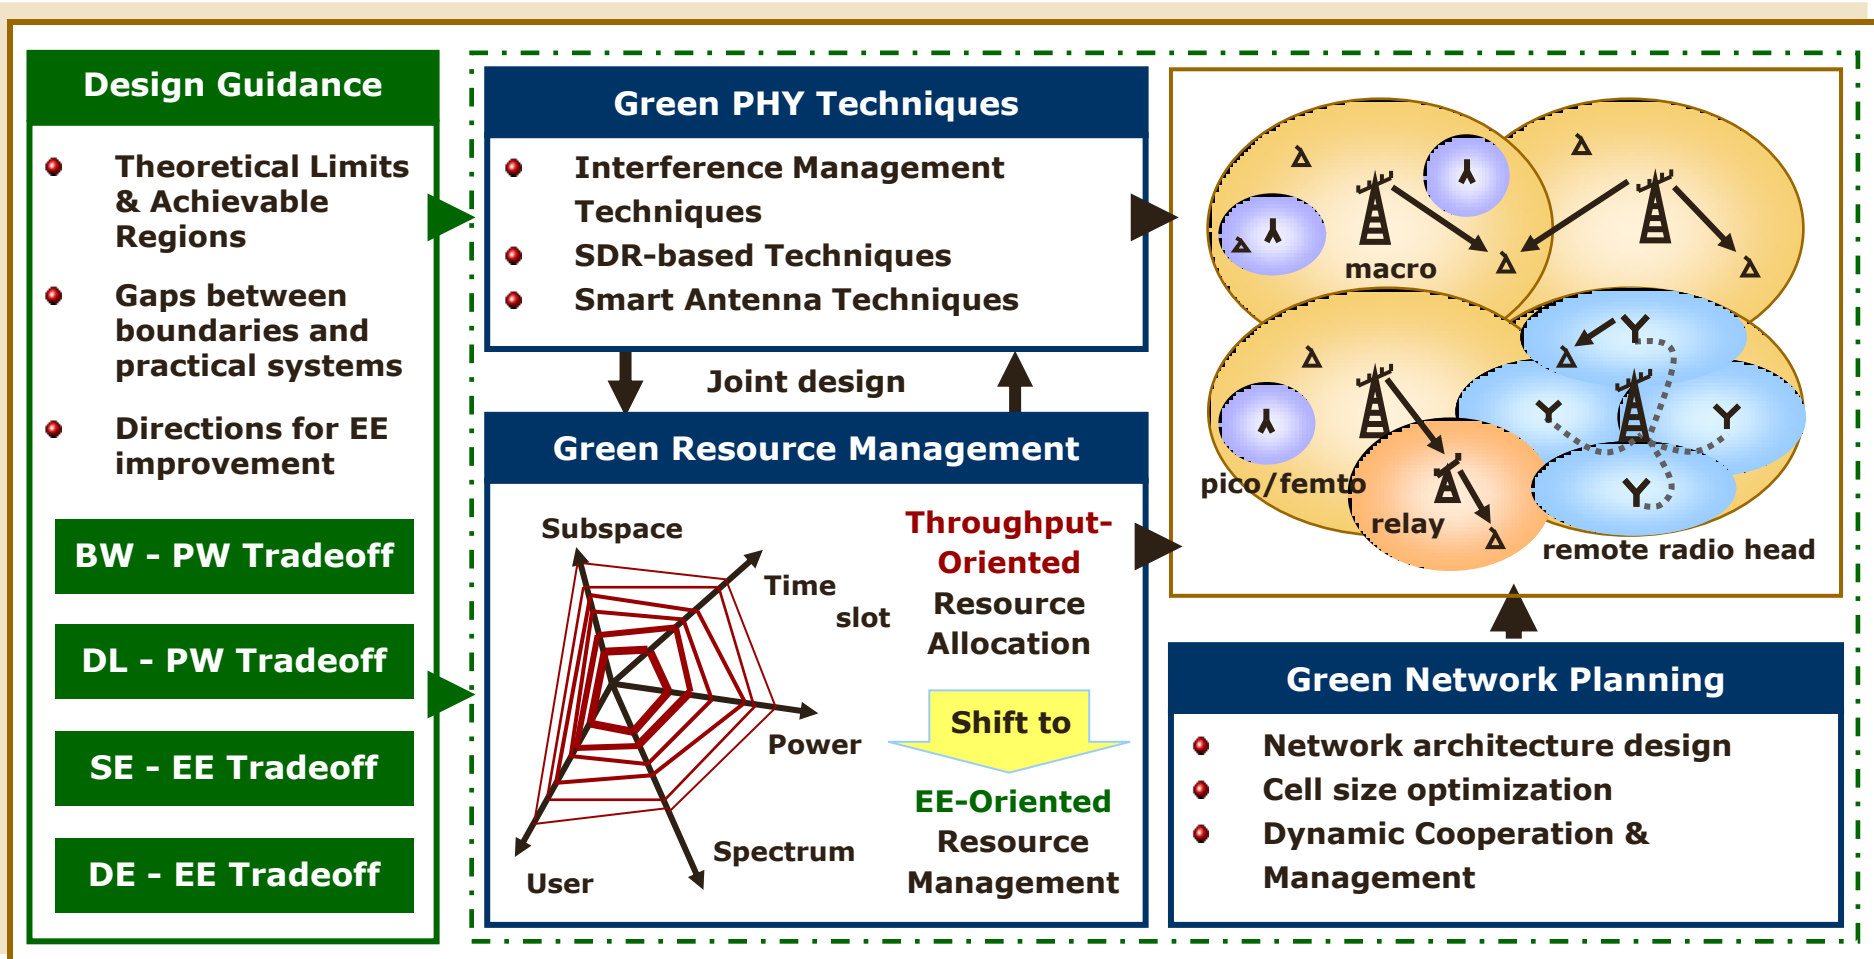 Design Guidance
Theoretical Limits
& Achievable
Regions
Gaps between
boundaries and
practical systems
Directions for EE
improvement
BW - PW Tradeoff
DL - PW Tradeoff
SE - EE Tradeoff
DE - EE Tradeoff
Green PHY Techniques
Interference Management
Techniques
SDR-based Techniques
Smart Antenna Techniques
Joint design
Green Resource Management
Subspace
Time
slot
Power
Spectrum
User
Throughput-
Oriented
Resource
Allocation
Shift to
EE-Oriented
Resource
Management
macro
pico/femto
relay
remote radio head
Green Network Planning
Network architecture design
Cell size optimization
Dynamic Cooperation &
Management